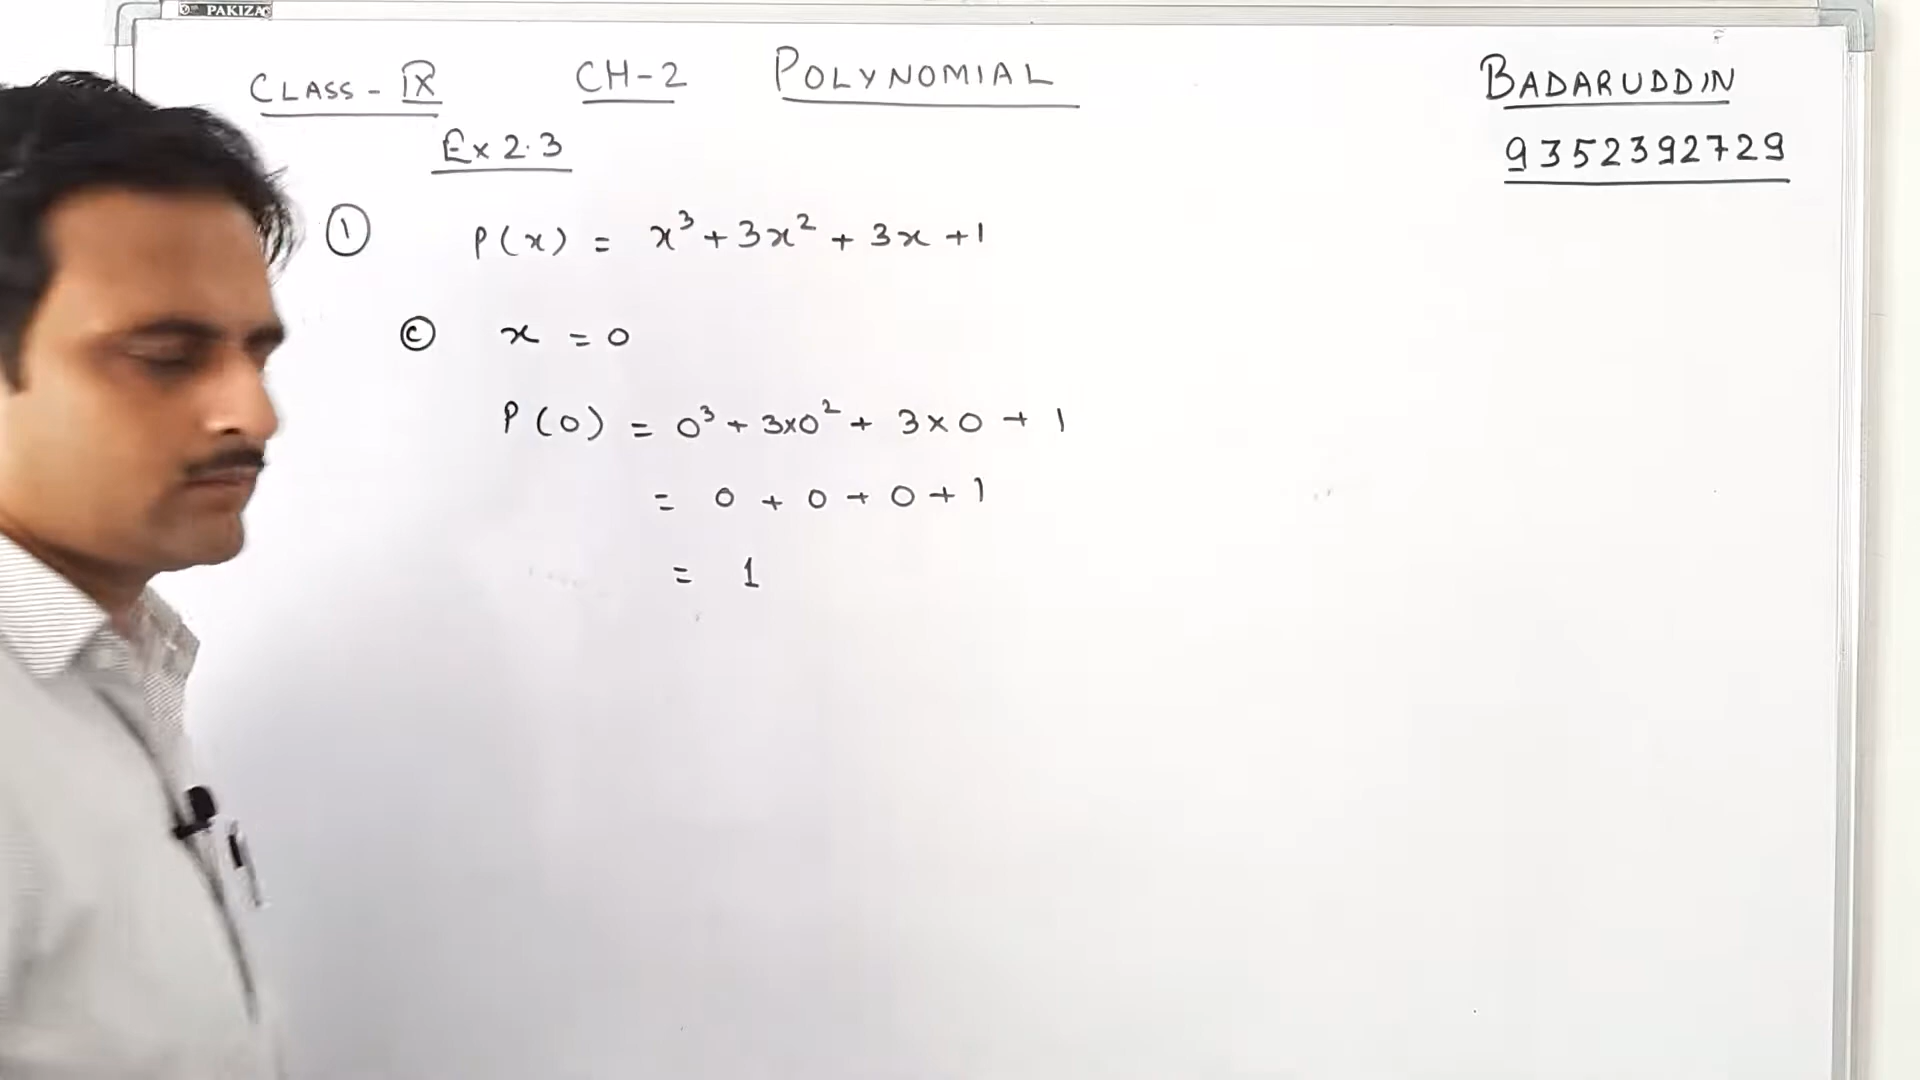 PAKIZA
CLASS - IX CH-2 POLYNOMIAL BADARUDDIN
Ex 2.3 9352392729
① P(x) = x³ + 3x² + 3x + 1
ⓒ x = 0
P(0) = 0³ + 3×0² + 3×0 + 1
= 0 + 0 + 0 + 1
= 1